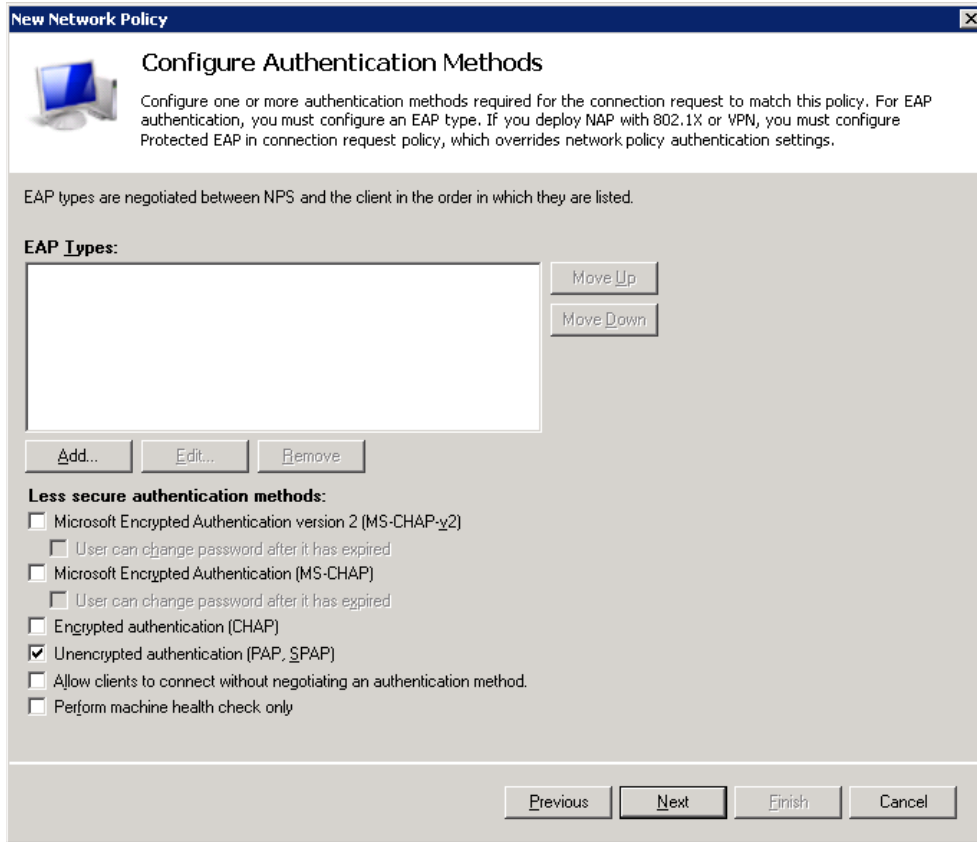 New Network Policy
Configure Authentication Methods
Configure one or more authentication methods required for the connection request to match this policy. For EAP
authentication, you must configure an EAP type. If you deploy NAP with 802.1X or VPN, you must configure
Protected EAP in connection request policy, which overrides network policy authentication settings.
EAP types are negotiated between NPS and the client in the order in which they are listed.
EAP Types:
Move Up
Move Down
Add... Edit... Remove
Less secure authentication methods:
Microsoft Encrypted Authentication version 2 (MS-CHAP-v2)
User can change password after it has expired
Microsoft Encrypted Authentication (MS-CHAP)
User can change password after it has expired
Encrypted authentication (CHAP)
Unencrypted authentication (PAP, SPAP)
Allow clients to connect without negotiating an authentication method.
Perform machine health check only
Previous Next Finish Cancel